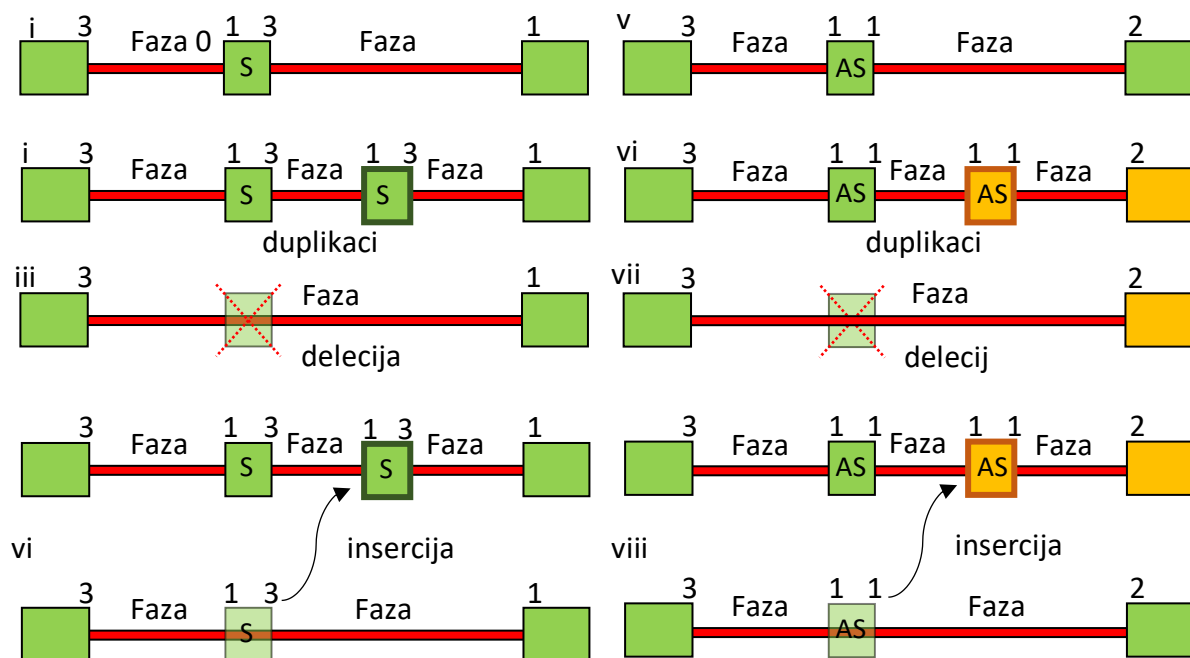 i 3 Faza 0 1 3 Faza 1
S
i 3 Faza 1 3 Faza 1 3 Faza 1
S S
duplikaci
iii 3 Faza 1
delecija
3 Faza 1 3 Faza 1 3 Faza 1
S S
vi insercija
3 Faza 1 3 Faza 1
S
v 3 Faza 1 1 Faza 2
AS
vi 3 Faza 1 1 Faza 1 1 Faza 2
AS AS
duplikaci
vii 3 Faza 2
delecij
3 Faza 1 1 Faza 1 1 Faza 2
AS AS
viii insercija
3 Faza 1 1 Faza 2
AS